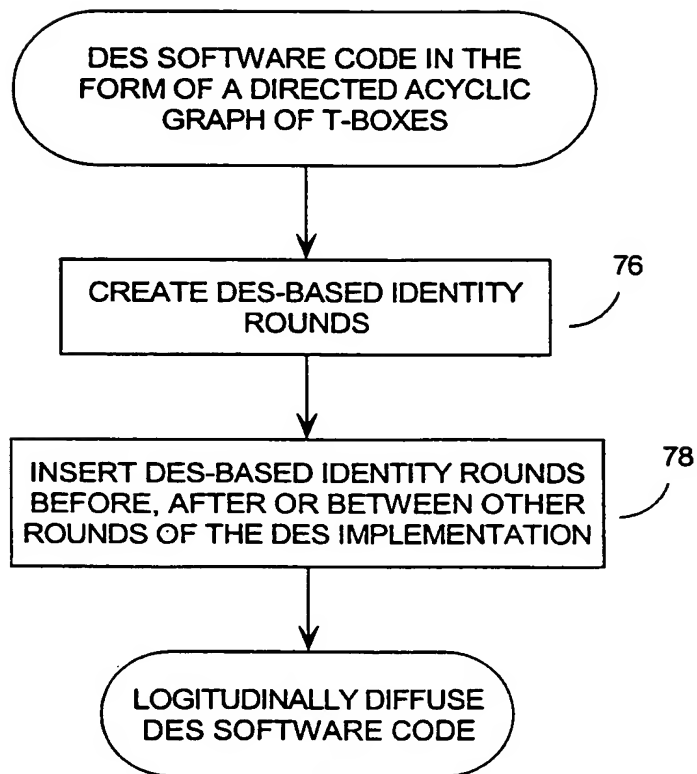 DES SOFTWARE CODE IN THE
FORM OF A DIRECTED ACYCLIC
GRAPH OF T-BOXES
76
CREATE DES-BASED IDENTITY
ROUNDS
78
INSERT DES-BASED IDENTITY ROUNDS
BEFORE, AFTER OR BETWEEN OTHER
ROUNDS OF THE DES IMPLEMENTATION
LOGITUDINALLY DIFFUSE
DES SOFTWARE CODE